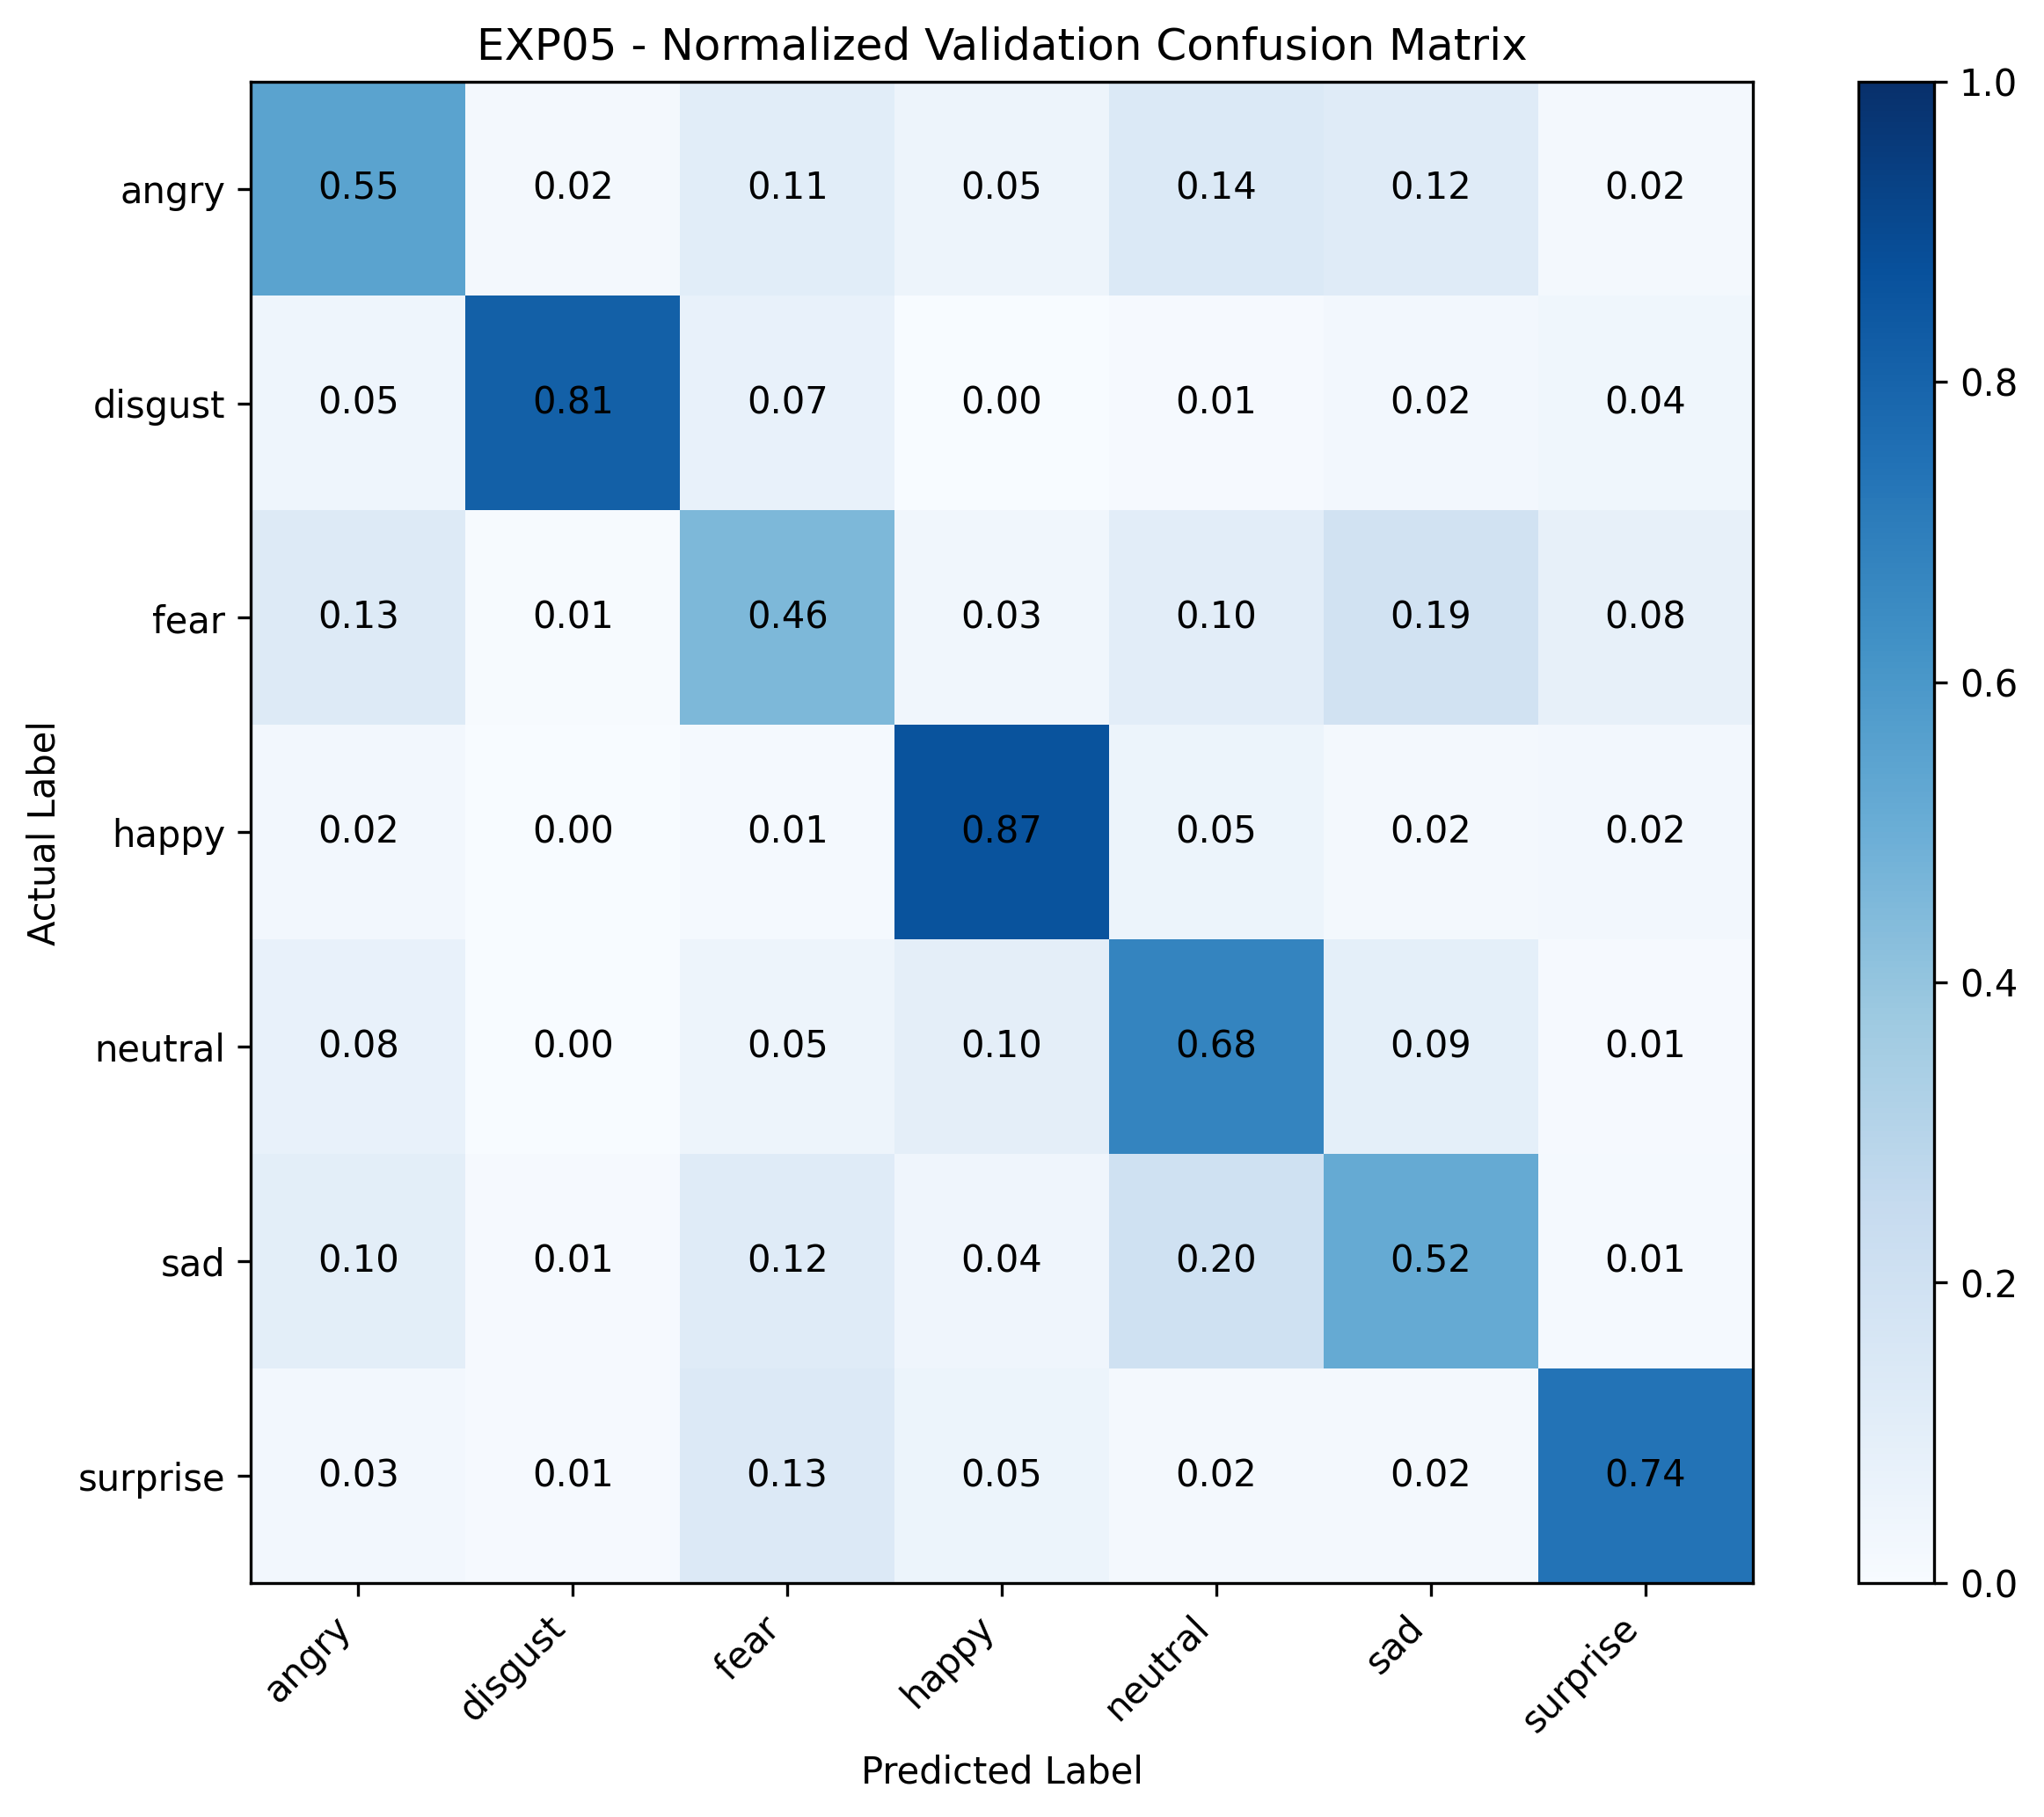 EXP05 - Normalized Validation Confusion Matrix
angry 0.55 0.02 0.11 0.05 0.14 0.12 0.02
disgust 0.05 0.81 0.07 0.00 0.01 0.02 0.04
fear 0.13 0.01 0.46 0.03 0.10 0.19 0.08
happy 0.02 0.00 0.01 0.87 0.05 0.02 0.02
neutral 0.08 0.00 0.05 0.10 0.68 0.09 0.01
sad 0.10 0.01 0.12 0.04 0.20 0.52 0.01
surprise 0.03 0.01 0.13 0.05 0.02 0.02 0.74
angry disgust fear happy neutral sad surprise
Predicted Label
Actual Label
1.0
0.8
0.6
0.4
0.2
0.0